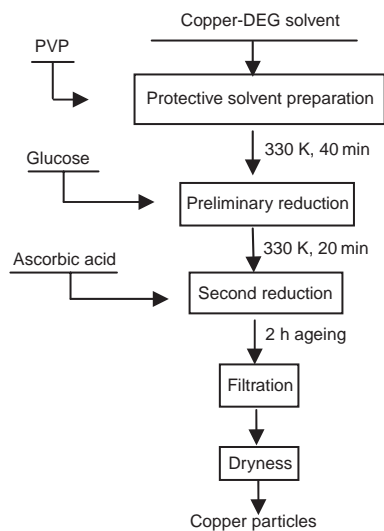 Copper-DEG solvent
PVP
Protective solvent preparation
330 K, 40 min
Glucose
Preliminary reduction
330 K, 20 min
Ascorbic acid
Second reduction
2 h ageing
Filtration
Dryness
Copper particles